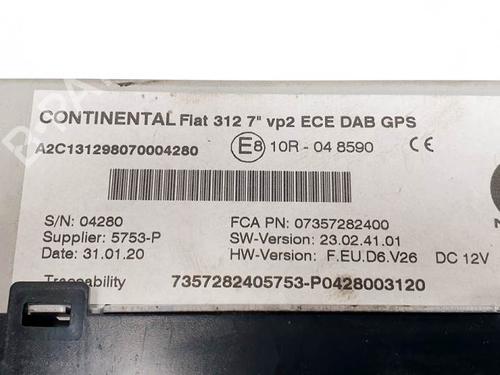 CONTINENTAL Fiat 312 7" vp2 ECE DAB GPS
A2C131298070004280 E8 10R - 04 8590 CE
S/N: 04280 FCA PN: 07357282400
Supplier: 5753-P SW-Version: 23.02.41.01
Date: 31.01.20 HW-Version: F.EU.D6.V26 DC 12V
Traceability 7357282405753-P0428003120